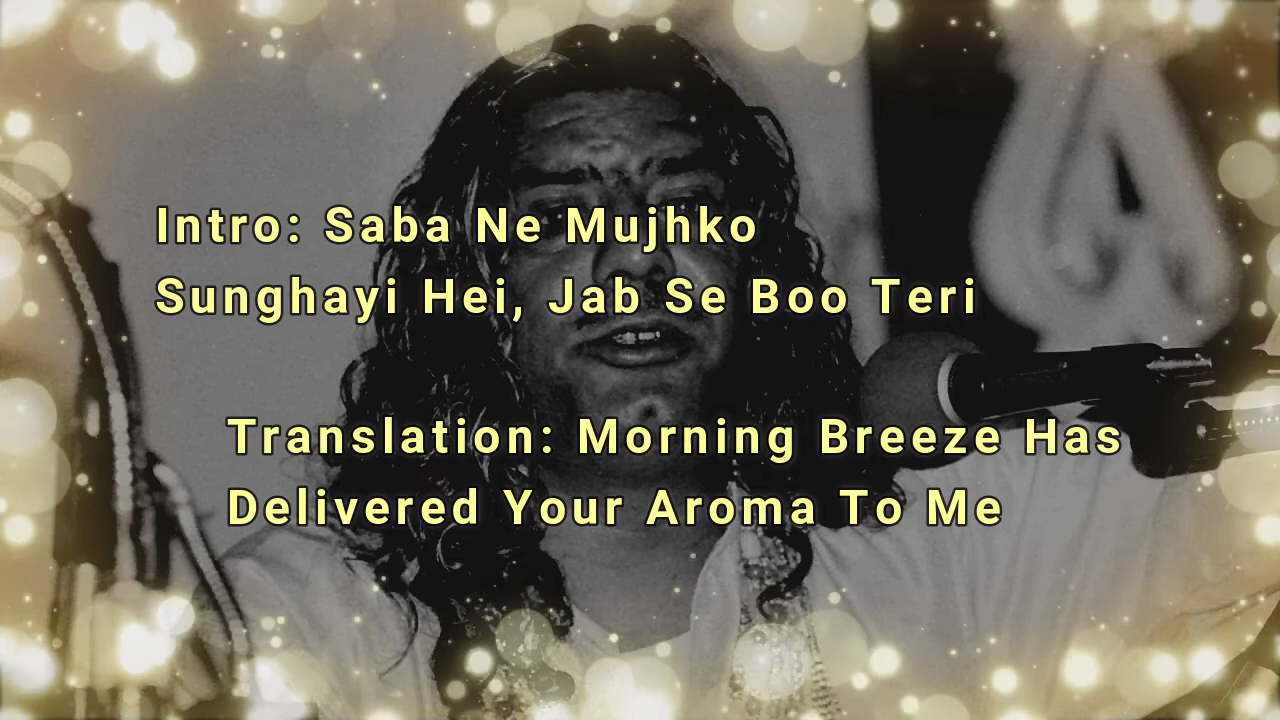 Intro: Saba Ne Mujhko
Sunghayi Hei, Jab Se Boo Teri
Translation: Morning Breeze Has
Delivered Your Aroma To Me